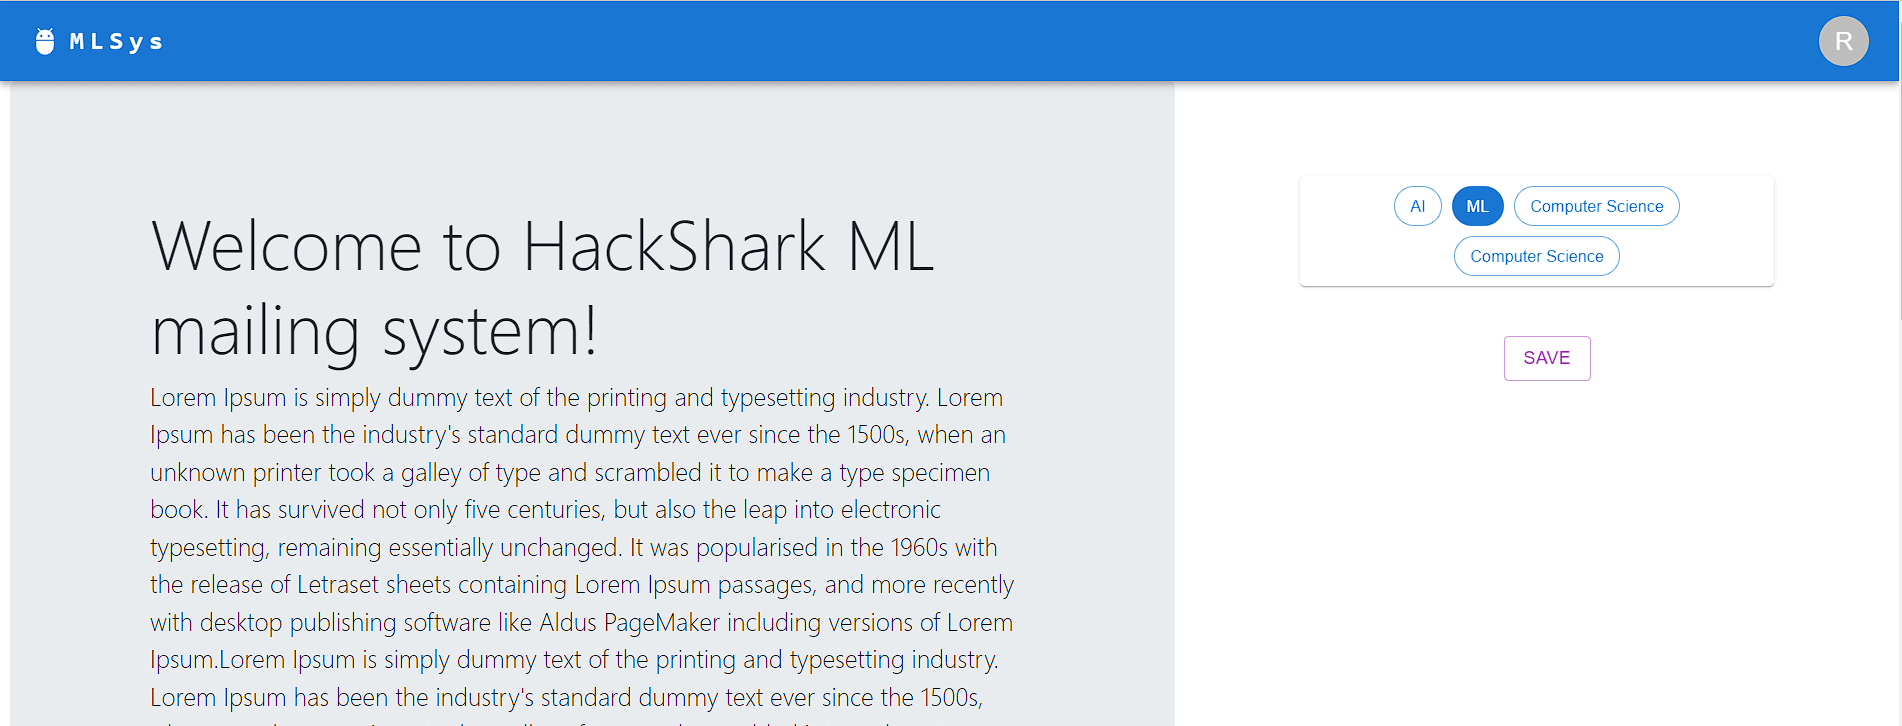 MLSys
R
Welcome to HackShark ML
mailing system!
Lorem Ipsum is simply dummy text of the printing and typesetting industry. Lorem
Ipsum has been the industry's standard dummy text ever since the 1500s, when an
unknown printer took a galley of type and scrambled it to make a type specimen
book. It has survived not only five centuries, but also the leap into electronic
typesetting, remaining essentially unchanged. It was popularised in the 1960s with
the release of Letraset sheets containing Lorem Ipsum passages, and more recently
with desktop publishing software like Aldus PageMaker including versions of Lorem
Ipsum.Lorem Ipsum is simply dummy text of the printing and typesetting industry.
Lorem Ipsum has been the industry's standard dummy text ever since the 1500s,
AI ML Computer Science
Computer Science
SAVE